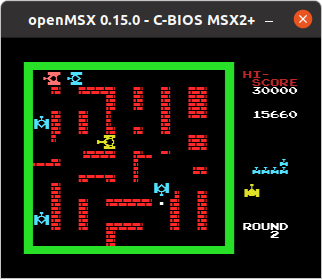 openMSX 0.15.0 - C-BIOS MSX2+ –
HI-
SCORE
30000
15660
ROUND
2